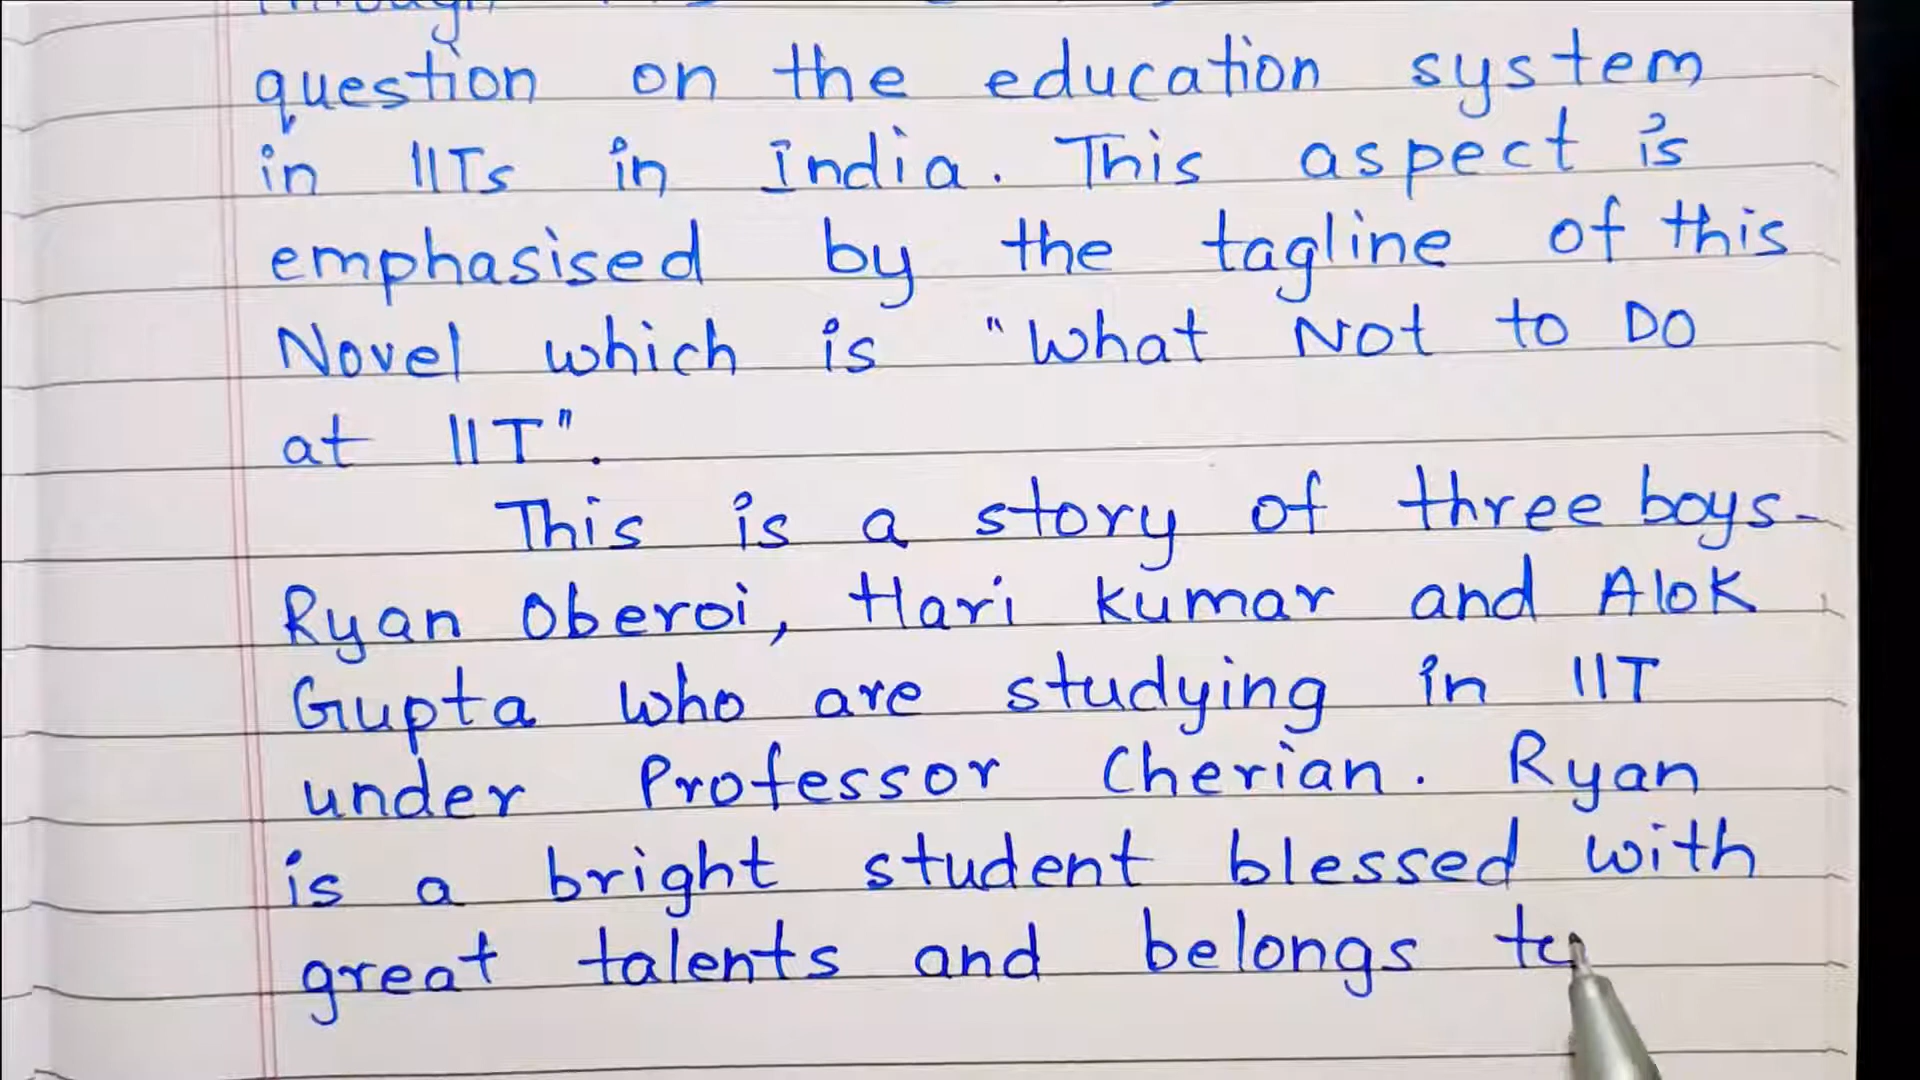 question on the education system
in IITs in India. This aspect is
emphasised by the tagline of this
Novel which is "What Not to Do
at IIT".
This is a story of three boys-
Ryan Oberoi, Hari Kumar and Alok
Gupta who are studying in IIT
under Professor Cherian. Ryan
is a bright student blessed with
great talents and belongs